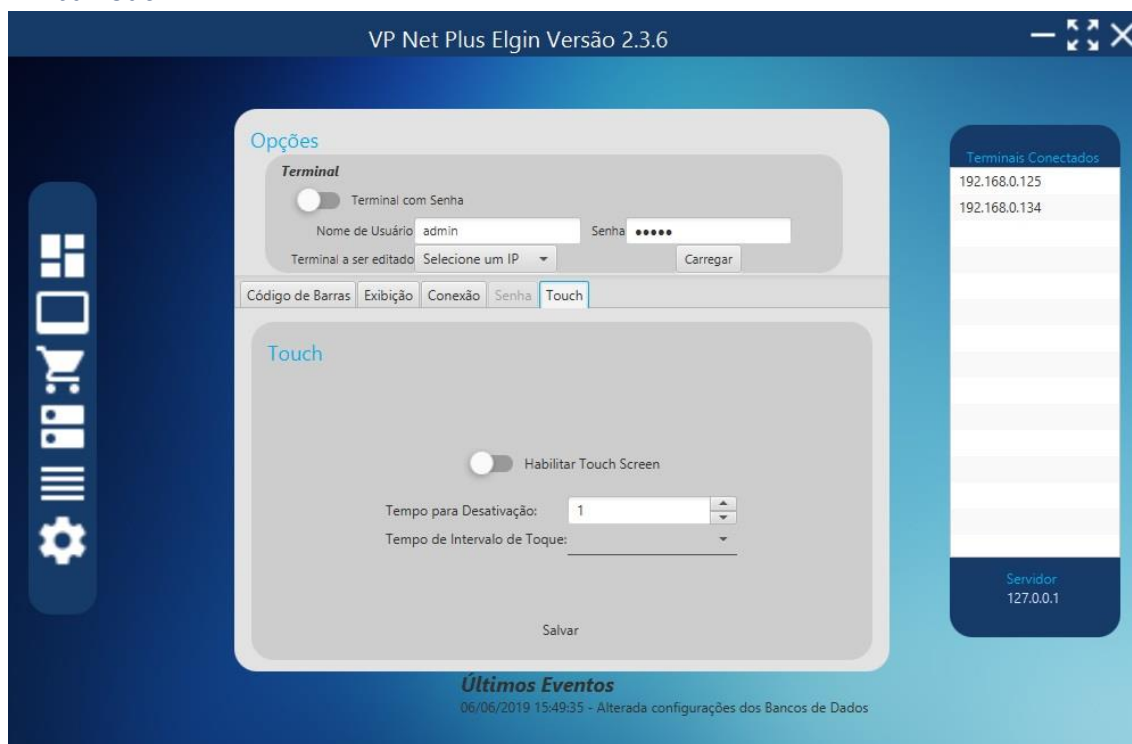 VP Net Plus Elgin Versão 2.3.6
Opções
Terminal
Terminal com Senha
Nome de Usuário admin Senha •••••
Terminal a ser editado Selecione um IP Carregar
Código de Barras Exibição Conexão Senha Touch
Touch
Habilitar Touch Screen
Tempo para Desativação: 1
Tempo de Intervalo de Toque:
Salvar
Últimos Eventos
06/06/2019 15:49:35 - Alterada configurações dos Bancos de Dados
Terminais Conectados
192.168.0.125
192.168.0.134
Servidor
127.0.0.1